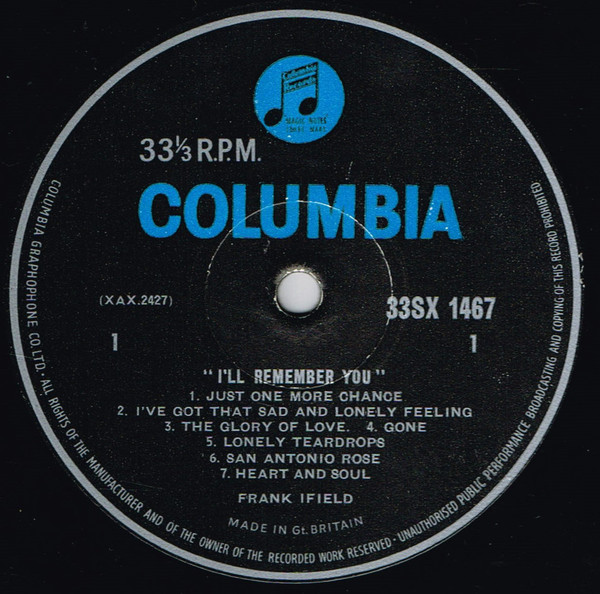 Columbia
Records
MAGIC NOTES
TRADE MARK
33⅓ R.P.M.
COLUMBIA
(XAX.2427)
33SX 1467
1
1
"I'LL REMEMBER YOU"
1. JUST ONE MORE CHANCE
2. I'VE GOT THAT SAD AND LONELY FEELING
3. THE GLORY OF LOVE. 4. GONE
5. LONELY TEARDROPS
6. SAN ANTONIO ROSE
7. HEART AND SOUL
FRANK IFIELD
MADE IN Gt. BRITAIN
COLUMBIA GRAPHOPHONE CO. LTD. · ALL RIGHTS OF THE MANUFACTURER AND OF THE OWNER OF THE RECORDED WORK RESERVED · UNAUTHORISED PUBLIC PERFORMANCE BROADCASTING AND COPYING OF THIS RECORD PROHIBITED